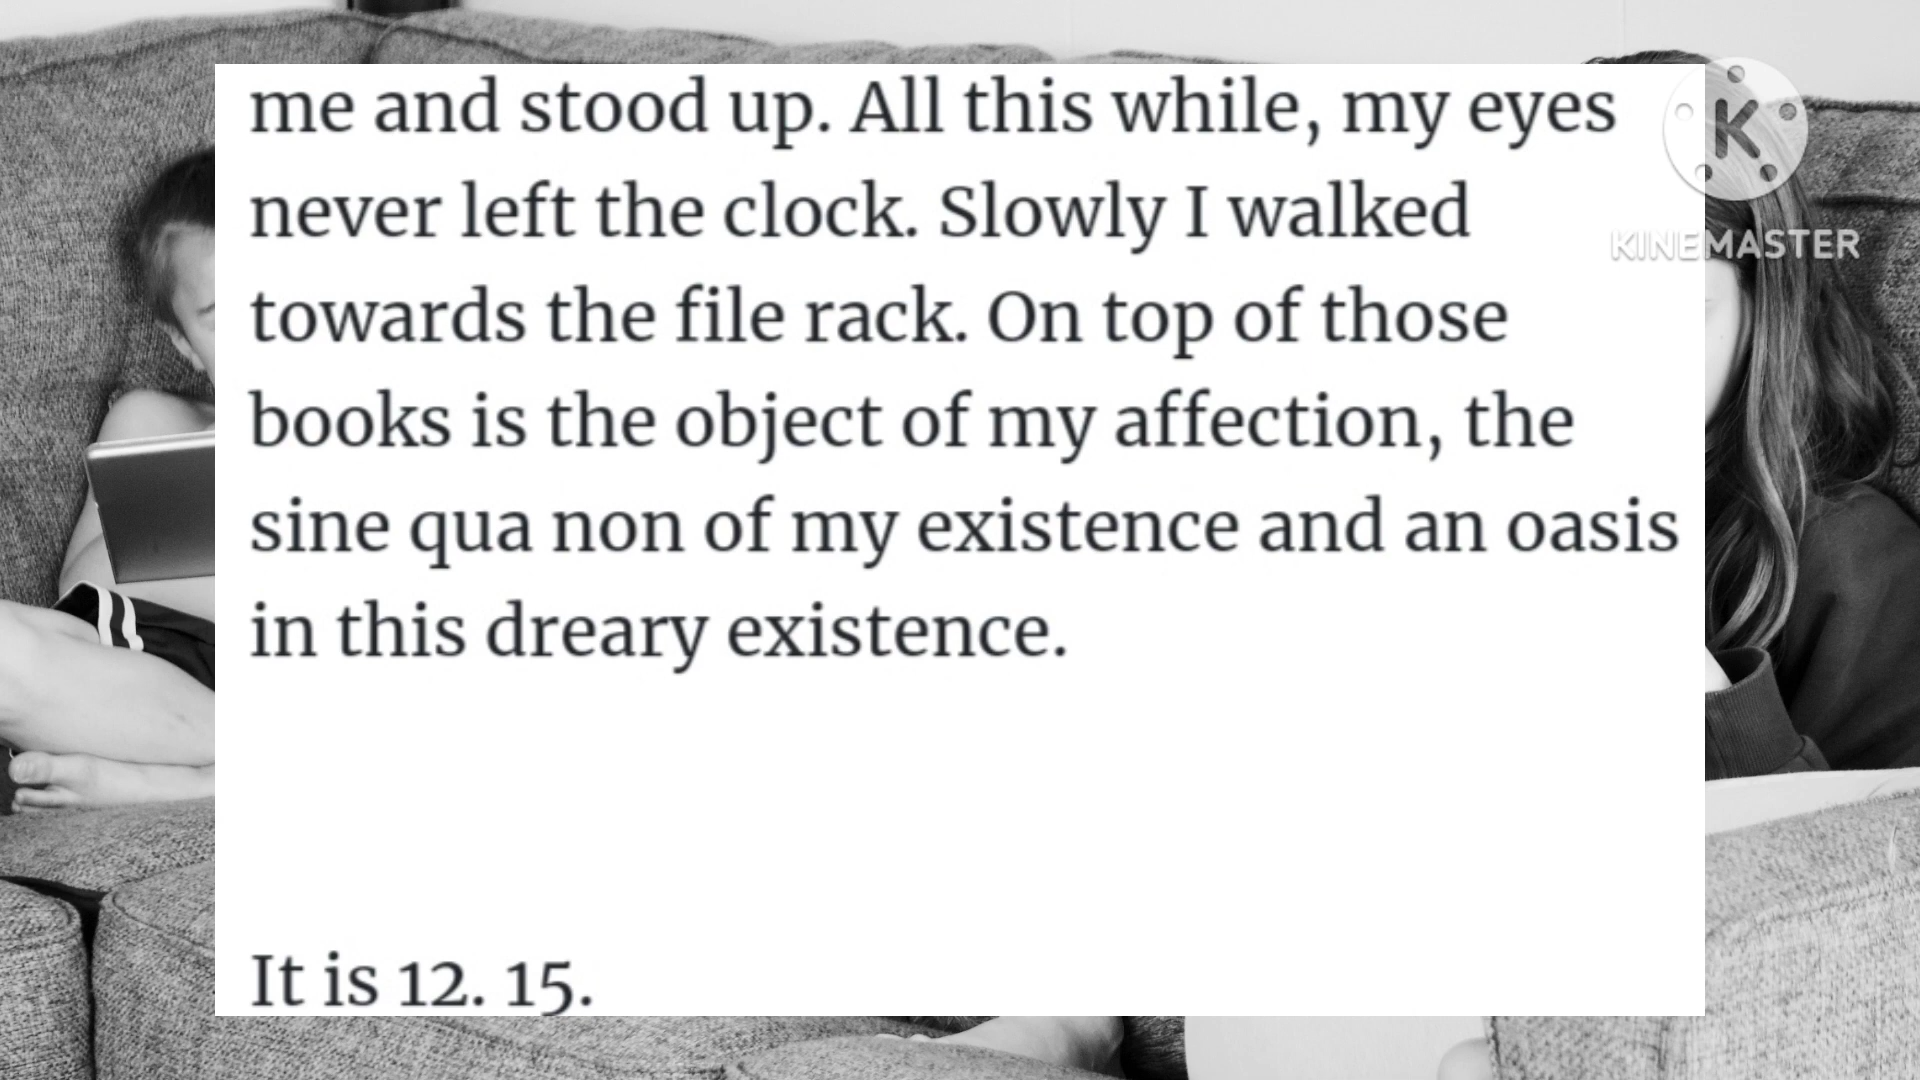 me and stood up. All this while, my eyes
never left the clock. Slowly I walked
towards the file rack. On top of those
books is the object of my affection, the
sine qua non of my existence and an oasis
in this dreary existence.
It is 12. 15.
K
KINEMASTER